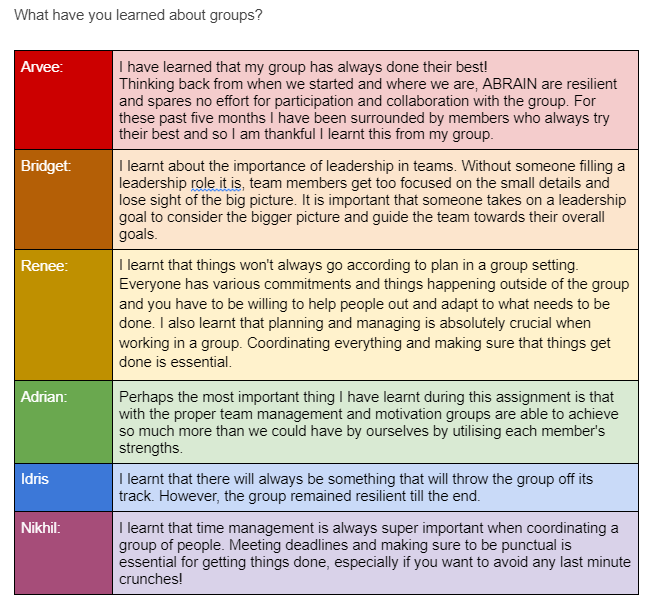 What have you learned about groups?
Arvee:
I have learned that my group has always done their best!
Thinking back from when we started and where we are, ABRAIN are resilient
and spares no effort for participation and collaboration with the group. For
these past five months I have been surrounded by members who always try
their best and so I am thankful I learnt this from my group.
Bridget:
I learnt about the importance of leadership in teams. Without someone filling a
leadership role it is, team members get too focused on the small details and
lose sight of the big picture. It is important that someone takes on a leadership
goal to consider the bigger picture and guide the team towards their overall
goals.
Renee:
I learnt that things won't always go according to plan in a group setting.
Everyone has various commitments and things happening outside of the group
and you have to be willing to help people out and adapt to what needs to be
done. I also learnt that planning and managing is absolutely crucial when
working in a group. Coordinating everything and making sure that things get
done is essential.
Adrian:
Perhaps the most important thing I have learnt during this assignment is that
with the proper team management and motivation groups are able to achieve
so much more than we could have by ourselves by utilising each member's
strengths.
Idris
I learnt that there will always be something that will throw the group off its
track. However, the group remained resilient till the end.
Nikhil:
I learnt that time management is always super important when coordinating a
group of people. Meeting deadlines and making sure to be punctual is
essential for getting things done, especially if you want to avoid any last minute
crunches!